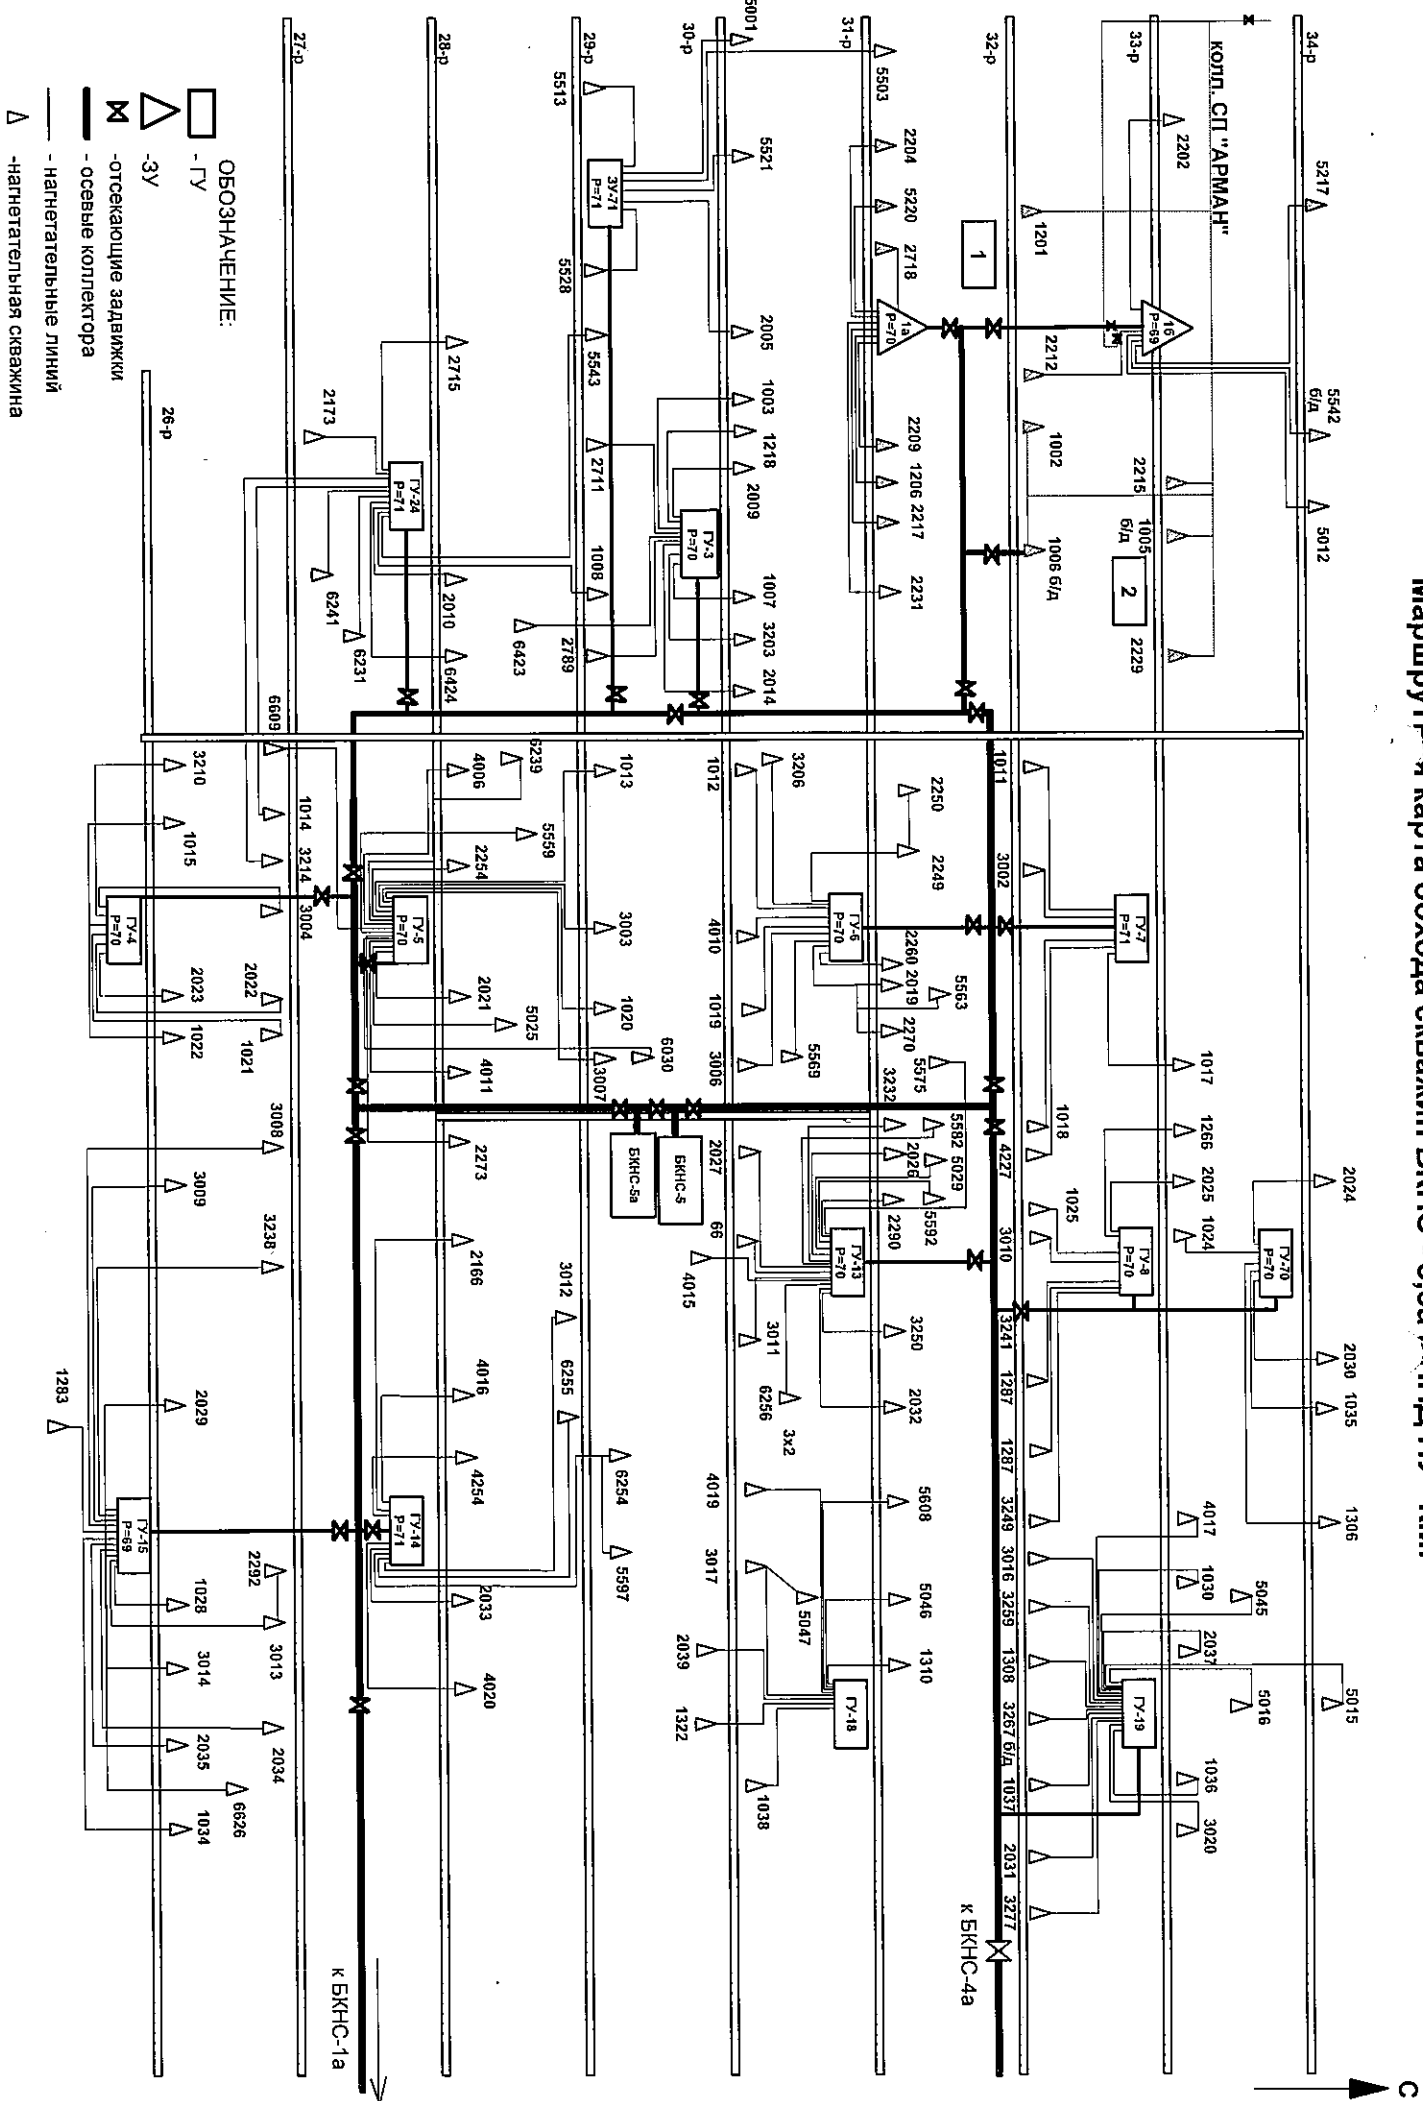 Маршрутная карта обхода скважин БКНС
34-р
33-р
32-р
31-р
30-р
29-р
28-р
27-р
26-р
С
колл. СП "АРМАН"
5217
5542
б/д
5012
2202
1201
16
Р=69
2212
1002
2215
1005
б/д
1006 б/д
2
2229
1
5503
2204
5220
2718
1а
Р=70
2209
1206
2217
2231
5001
5521
2005
1003
1218
2009
ГУ-3
Р=70
1007
3203
2014
5513
ЗУ-71
Р=71
5528
5543
2711
1008
6423
2789
2715
2173
ГУ-24
Р=71
6241
6231
2010
6424
6609
3210
1015
1014
3214
3004
ГУ-4
Р=70
2023
2022
1022
1021
4006
6239
5559
2254
ГУ-5
Р=70
2021
5025
4011
1013
3003
1020
3007
6030
1012
3206
2250
2249
ГУ-6
Р=70
4010
1019
3006
5569
2260
2019
2270
5563
5575
1011
3002
ГУ-7
Р=71
1017
1018
4227
3232
5582
2026
5029
5592
2290
2027
66
4015
ГУ-13
Р=70
3011
6256
3х2
3250
2032
БКНС-5
БКНС-5а
1266
2025
1024
1025
3010
ГУ-8
Р=70
2024
ГУ-70
Р=70
2030
1035
1306
3241
1287
1287
3249
3016
3259
1308
3267 б/д
1037
2031
3277
4017
1030
5045
2037
5016
5015
ГУ-19
1036
3020
к БКНС-4а
4019
5608
3017
5047
5046
1310
2039
1322
ГУ-18
1038
2273
2166
3012
6255
4016
4254
6254
5597
ГУ-14
Р=71
2033
4020
3008
3009
3238
1283
2029
ГУ-15
Р=69
2292
1028
3013
3014
2035
2034
6626
1034
к БКНС-1а
ОБОЗНАЧЕНИЕ:
- ГУ
-ЗУ
-отсекающие задвижки
- осевые коллектора
- нагнетательные линий
-нагнетательная скважина